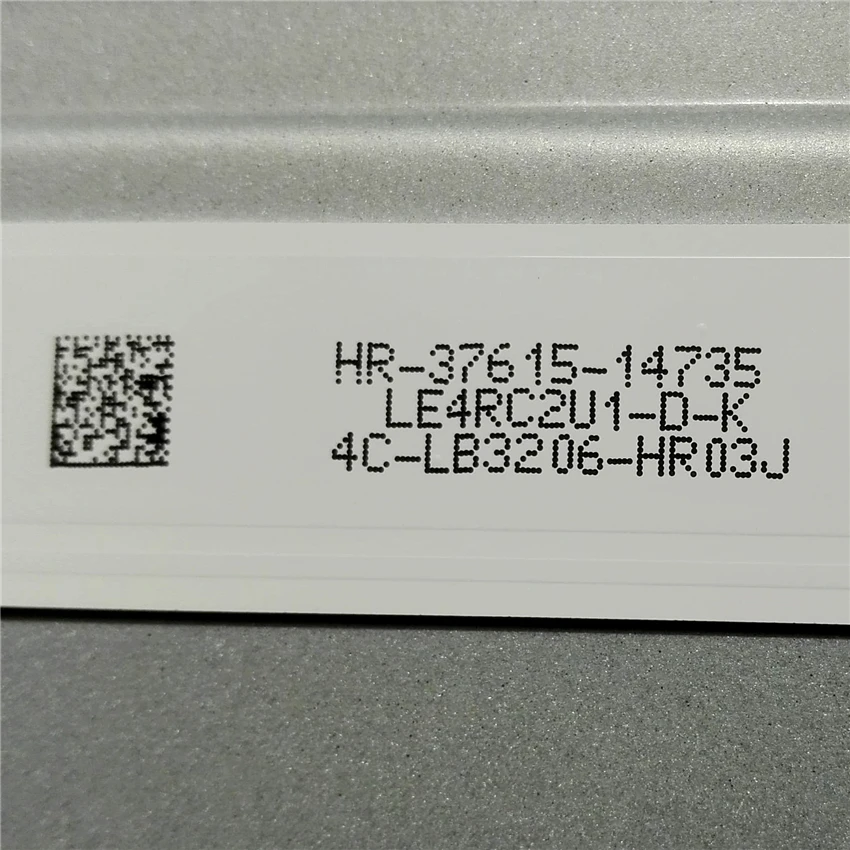 HR-37615-14735
LE4RC2U1-D-K
4C-LB3206-HR03J